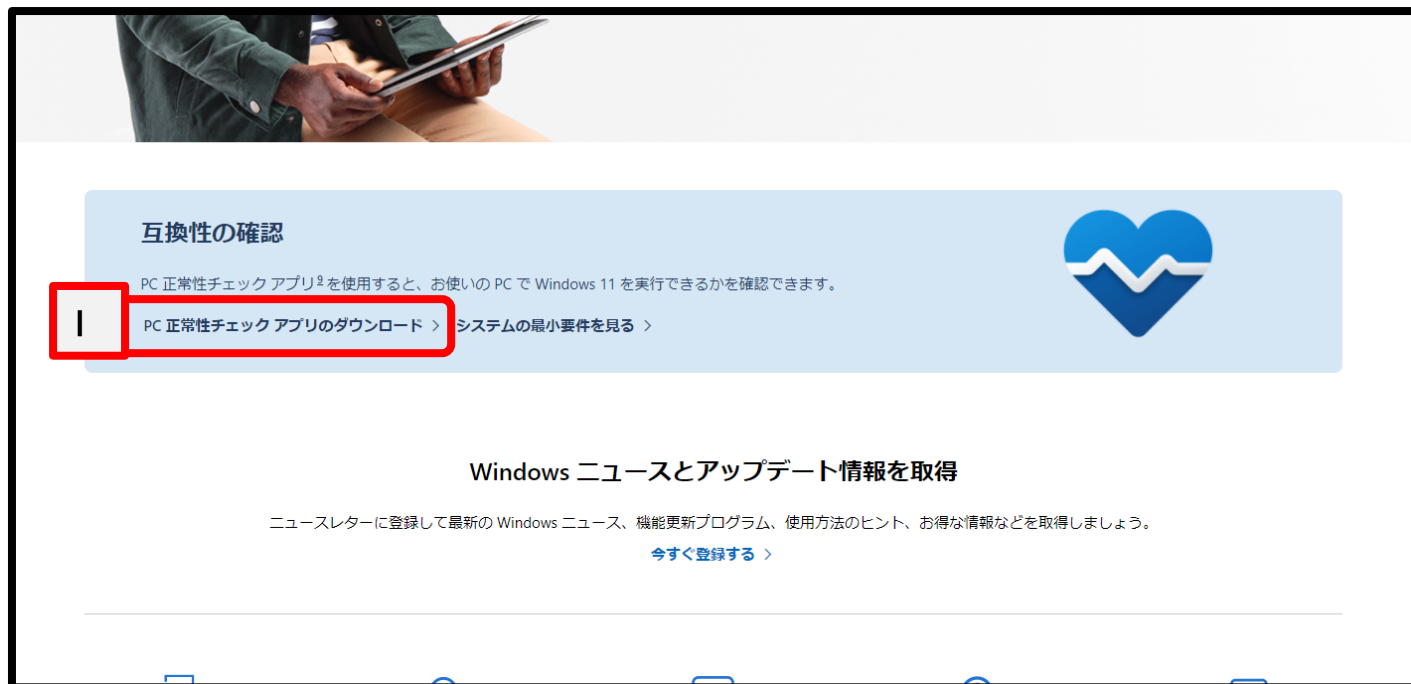 互換性の確認
PC 正常性チェック アプリ9 を使用すると、お使いの PC で Windows 11 を実行できるかを確認できます。
1
PC 正常性チェック アプリのダウンロード > システムの最小要件を見る >
Windows ニュースとアップデート情報を取得
ニュースレターに登録して最新の Windows ニュース、機能更新プログラム、使用方法のヒント、お得な情報などを取得しましょう。
今すぐ登録する >